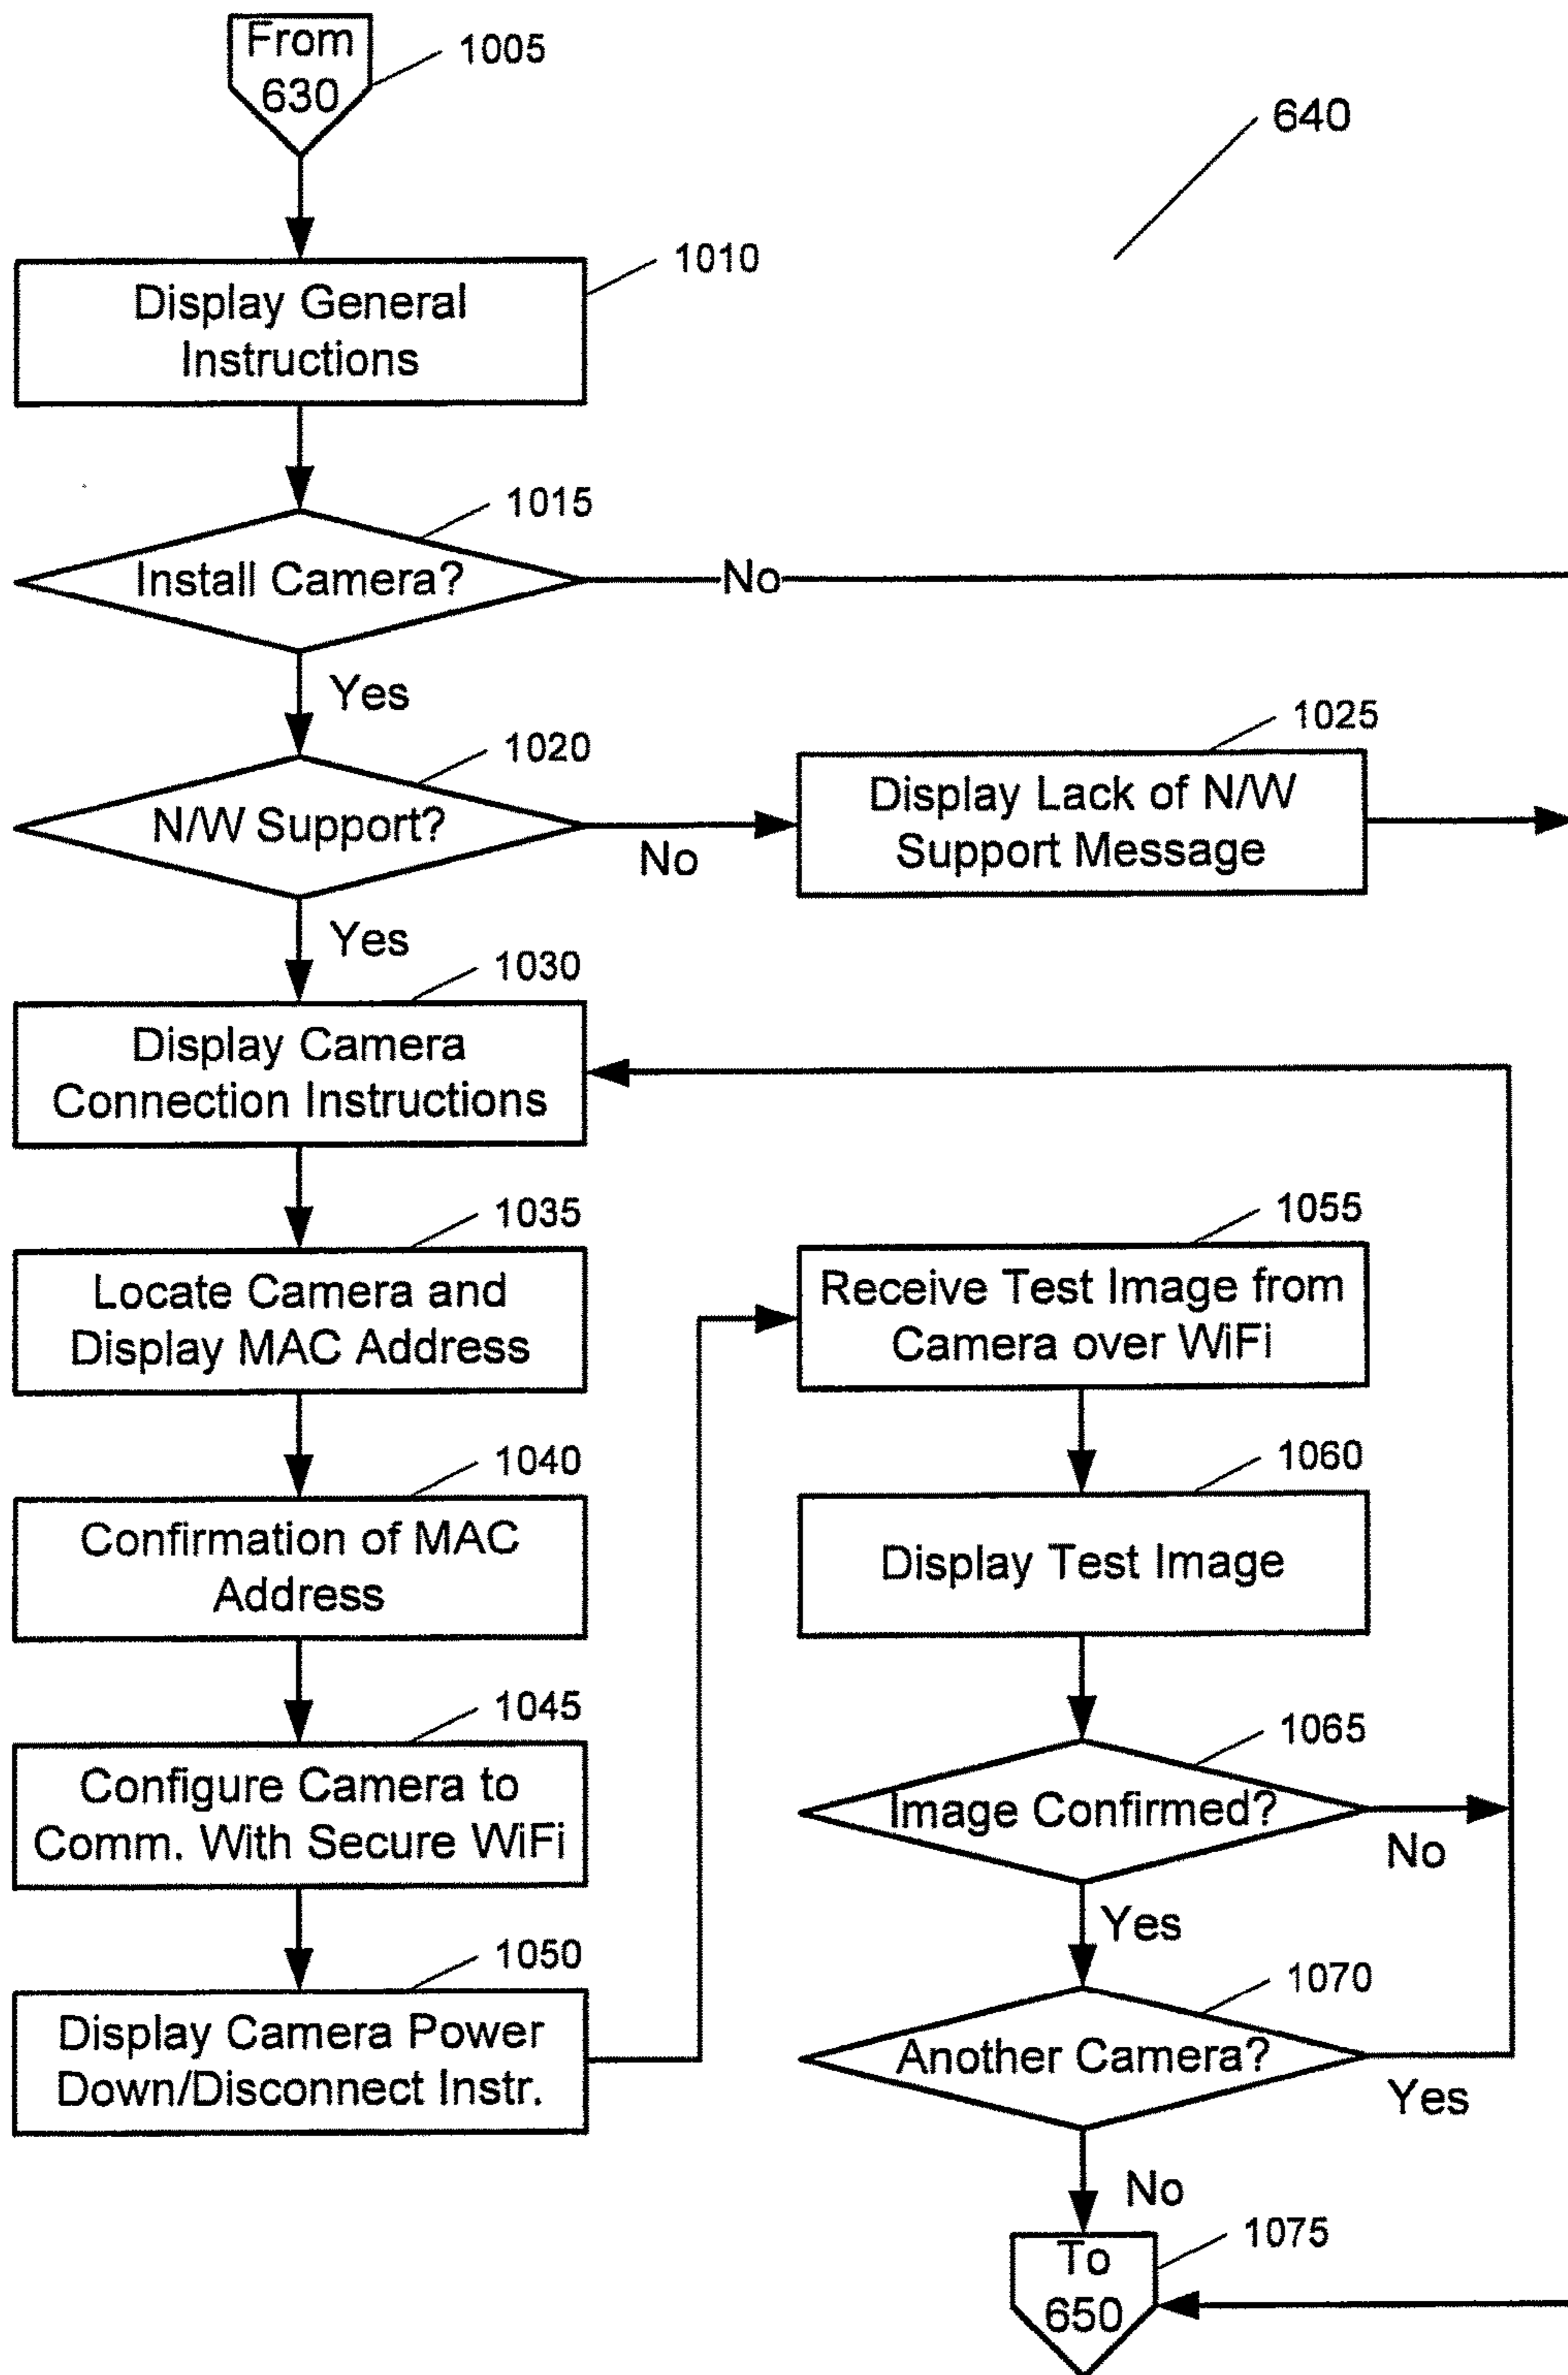 From
630
1005
640
1010
Display General
Instructions
1015
Install Camera?
No
Yes
1020
N/W Support?
No
1025
Display Lack of N/W
Support Message
Yes
1030
Display Camera
Connection Instructions
1035
Locate Camera and
Display MAC Address
1040
Confirmation of MAC
Address
1045
Configure Camera to
Comm. With Secure WiFi
1050
Display Camera Power
Down/Disconnect Instr.
1055
Receive Test Image from
Camera over WiFi
1060
Display Test Image
1065
Image Confirmed?
No
Yes
1070
Another Camera?
Yes
No
1075
To
650